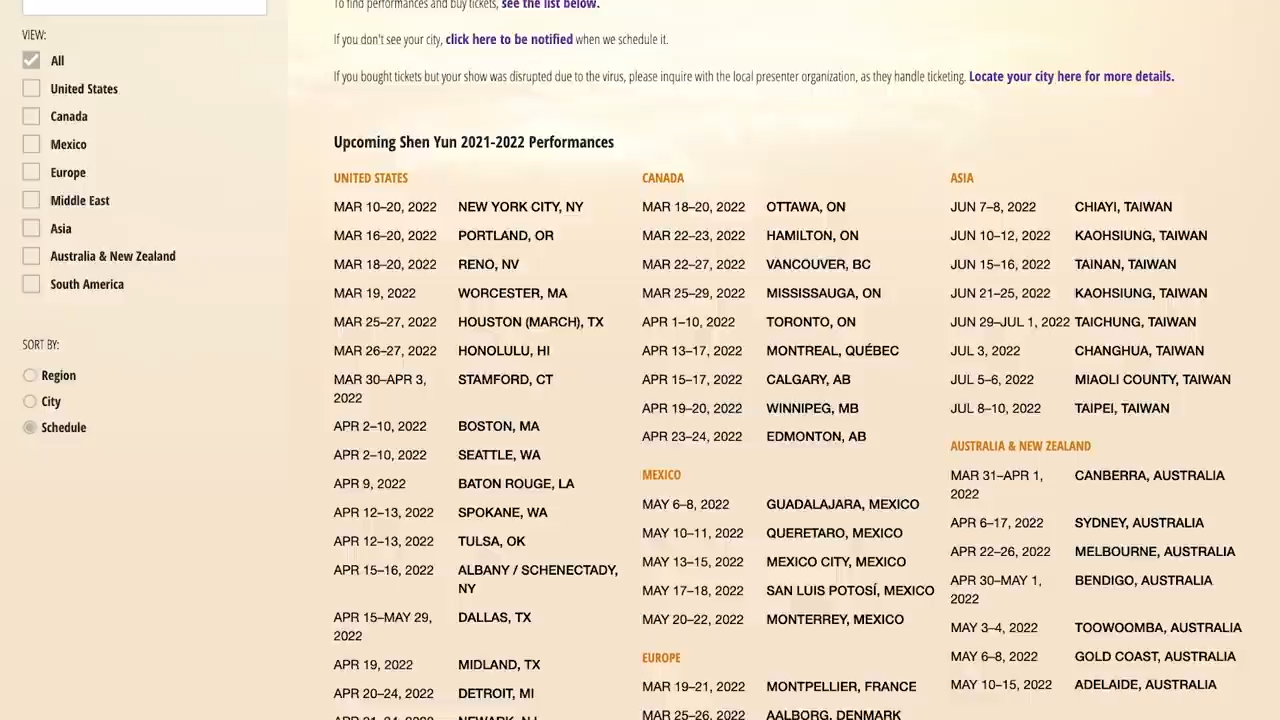 To find performances and buy tickets, see the list below.
If you don't see your city, click here to be notified when we schedule it.
If you bought tickets but your show was disrupted due to the virus, please inquire with the local presenter organization, as they handle ticketing. Locate your city here for more details.
VIEW:
All
United States
Canada
Mexico
Europe
Middle East
Asia
Australia & New Zealand
South America
SORT BY:
Region
City
Schedule
Upcoming Shen Yun 2021-2022 Performances
UNITED STATES
MAR 10–20, 2022 NEW YORK CITY, NY
MAR 16–20, 2022 PORTLAND, OR
MAR 18–20, 2022 RENO, NV
MAR 19, 2022 WORCESTER, MA
MAR 25–27, 2022 HOUSTON (MARCH), TX
MAR 26–27, 2022 HONOLULU, HI
MAR 30–APR 3, STAMFORD, CT
2022
APR 2–10, 2022 BOSTON, MA
APR 2–10, 2022 SEATTLE, WA
APR 9, 2022 BATON ROUGE, LA
APR 12–13, 2022 SPOKANE, WA
APR 12–13, 2022 TULSA, OK
APR 15–16, 2022 ALBANY / SCHENECTADY,
NY
APR 15–MAY 29, DALLAS, TX
2022
APR 19, 2022 MIDLAND, TX
APR 20–24, 2022 DETROIT, MI
CANADA
MAR 18–20, 2022 OTTAWA, ON
MAR 22–23, 2022 HAMILTON, ON
MAR 22–27, 2022 VANCOUVER, BC
MAR 25–29, 2022 MISSISSAUGA, ON
APR 1–10, 2022 TORONTO, ON
APR 13–17, 2022 MONTREAL, QUÉBEC
APR 15–17, 2022 CALGARY, AB
APR 19–20, 2022 WINNIPEG, MB
APR 23–24, 2022 EDMONTON, AB
MEXICO
MAY 6–8, 2022 GUADALAJARA, MEXICO
MAY 10–11, 2022 QUERETARO, MEXICO
MAY 13–15, 2022 MEXICO CITY, MEXICO
MAY 17–18, 2022 SAN LUIS POTOSÍ, MEXICO
MAY 20–22, 2022 MONTERREY, MEXICO
EUROPE
MAR 19–21, 2022 MONTPELLIER, FRANCE
MAR 25–26, 2022 AALBORG, DENMARK
ASIA
JUN 7–8, 2022 CHIAYI, TAIWAN
JUN 10–12, 2022 KAOHSIUNG, TAIWAN
JUN 15–16, 2022 TAINAN, TAIWAN
JUN 21–25, 2022 KAOHSIUNG, TAIWAN
JUN 29–JUL 1, 2022 TAICHUNG, TAIWAN
JUL 3, 2022 CHANGHUA, TAIWAN
JUL 5–6, 2022 MIAOLI COUNTY, TAIWAN
JUL 8–10, 2022 TAIPEI, TAIWAN
AUSTRALIA & NEW ZEALAND
MAR 31–APR 1, CANBERRA, AUSTRALIA
2022
APR 6–17, 2022 SYDNEY, AUSTRALIA
APR 22–26, 2022 MELBOURNE, AUSTRALIA
APR 30–MAY 1, BENDIGO, AUSTRALIA
2022
MAY 3–4, 2022 TOOWOOMBA, AUSTRALIA
MAY 6–8, 2022 GOLD COAST, AUSTRALIA
MAY 10–15, 2022 ADELAIDE, AUSTRALIA